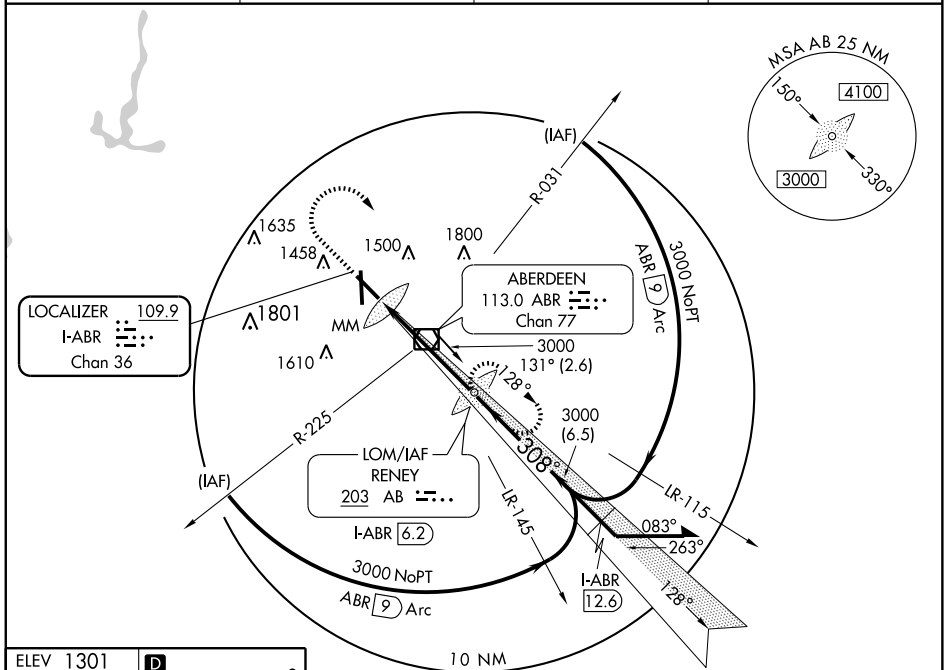 MSA AB 25 NM
150°
4100
3000
330°
(IAF)
R-031
1635
1458
1500
1800
3000 NoPT
ABR 9 Arc
LOCALIZER 109.9
I-ABR
Chan 36
1801
MM
ABERDEEN
113.0 ABR
Chan 77
1610
3000
131° (2.6)
128°
3000
(6.5)
R-225
308°
LOM/IAF
RENEY
203 AB
I-ABR 6.2
(IAF)
LR-145
LR-115
083°
263°
3000 NoPT
ABR 9 Arc
I-ABR
12.6
128°
10 NM
ELEV 1301
D